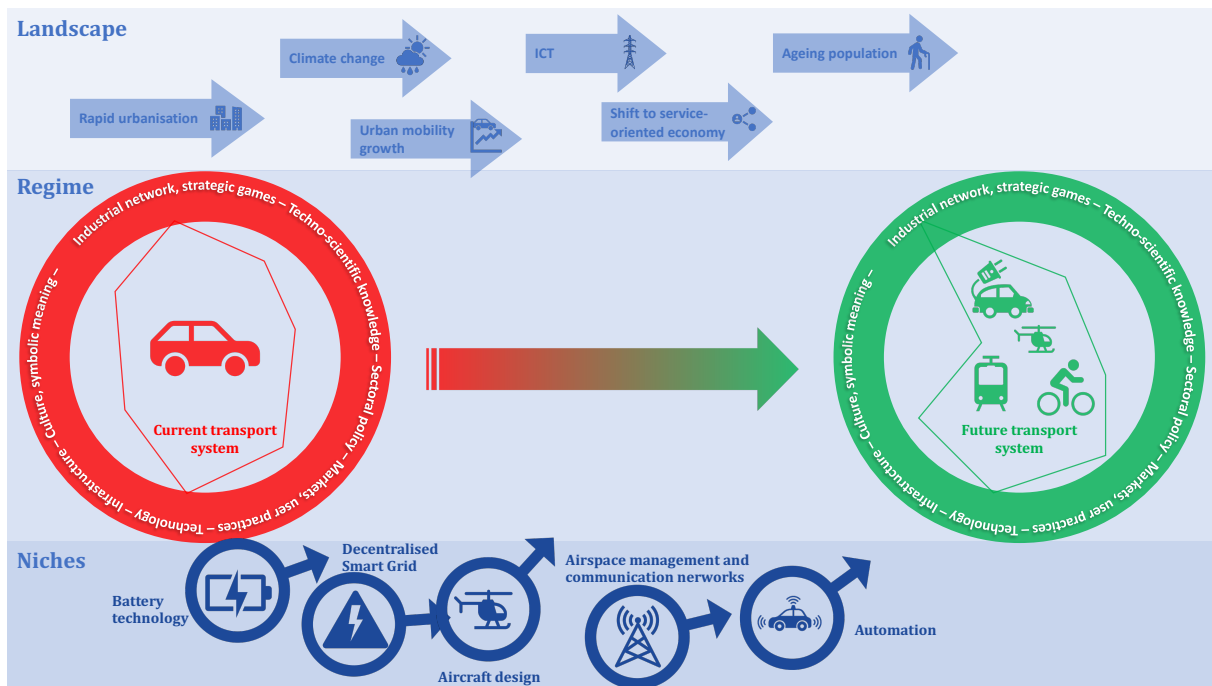 Landscape
Climate change
ICT
Ageing population
Rapid urbanisation
Urban mobility
growth
Shift to service-
oriented economy
Regime
Industrial network, strategic games – Techno-scientific knowledge – Sectoral policy – Markets, user practices – Technology – Infrastructure – Culture, symbolic meaning –
Current transport
system
Industrial network, strategic games – Techno-scientific knowledge – Sectoral policy – Markets, user practices – Technology – Infrastructure – Culture, symbolic meaning –
Future transport
system
Niches
Battery
technology
Decentralised
Smart Grid
Aircraft design
Airspace management and
communication neworks
Automation